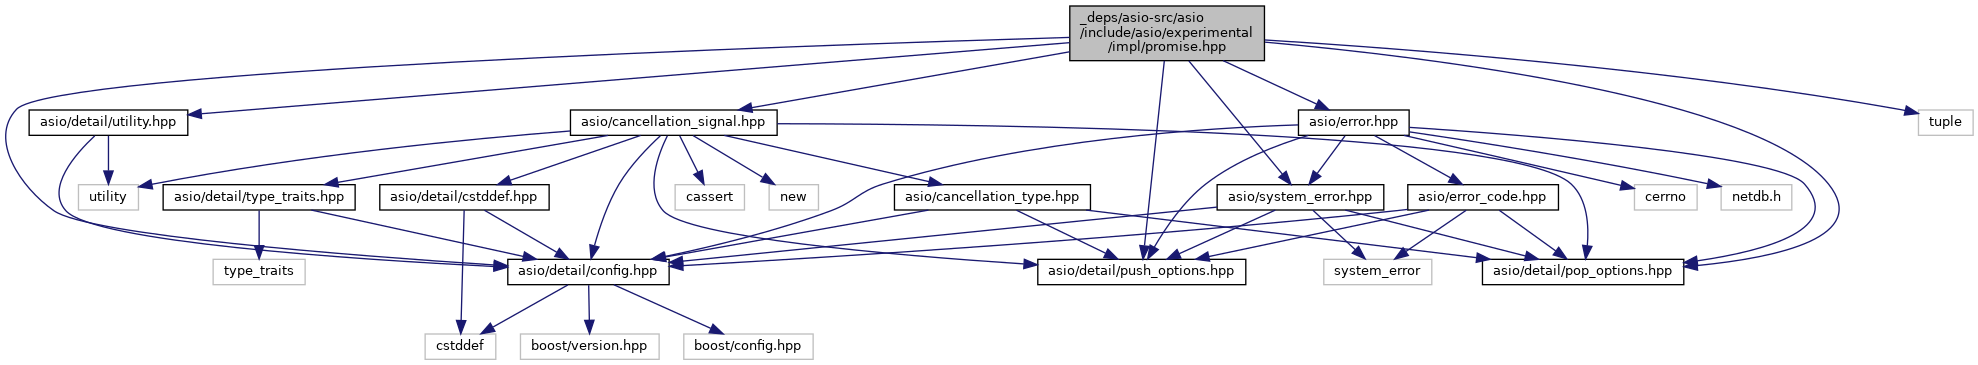 _deps/asio-src/asio
/include/asio/experimental
/impl/promise.hpp
asio/detail/utility.hpp
asio/cancellation_signal.hpp
asio/error.hpp
tuple
utility
asio/detail/type_traits.hpp
asio/detail/cstddef.hpp
cassert
new
asio/cancellation_type.hpp
asio/system_error.hpp
asio/error_code.hpp
cerrno
netdb.h
type_traits
asio/detail/config.hpp
asio/detail/push_options.hpp
system_error
asio/detail/pop_options.hpp
cstddef
boost/version.hpp
boost/config.hpp